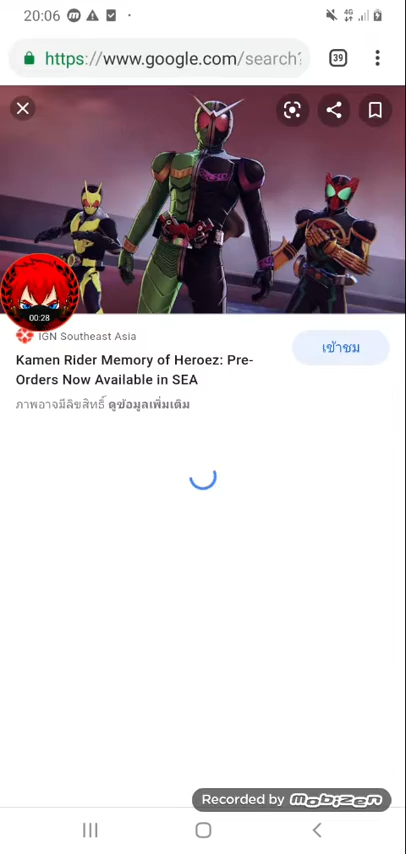 20:06
4G
https://www.google.com/search?
39
00:28
IGN Southeast Asia
เข้าชม
Kamen Rider Memory of Heroez: Pre-
Orders Now Available in SEA
ภาพอาจมีลิขสิทธิ์ ดูข้อมูลเพิ่มเติม
Recorded by mobizen